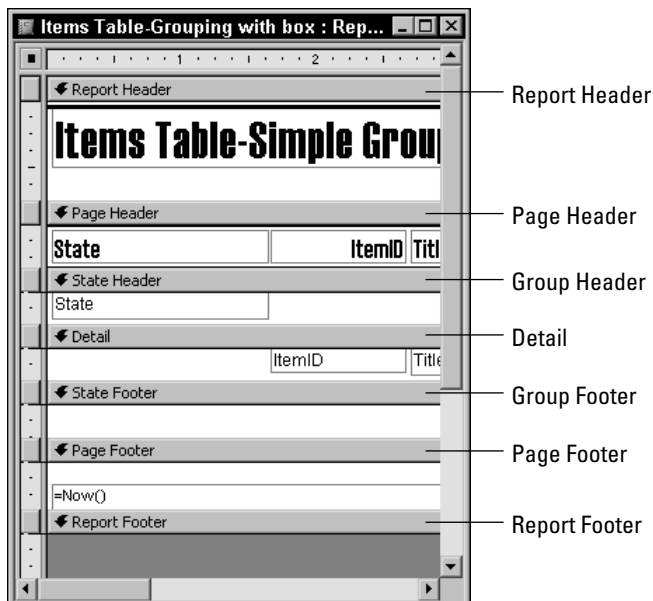 Items Table-Grouping with box : Rep...
1 2
Report Header Report Header
Items Table-Simple Grou
Page Header Page Header
State ItemID Titl
State Header Group Header
State
Detail Detail
ItemID Title
State Footer Group Footer
Page Footer Page Footer
=Now()
Report Footer Report Footer